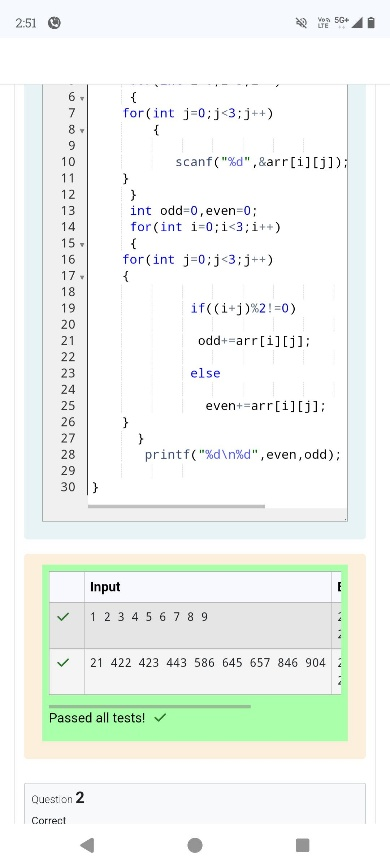 2:51
Vo))
LTE
5G+
6
{
7
for(int j=0;j<3;j++)
8
{
9
10
scanf("%d",&arr[i][j]);
11
}
12
}
13
int odd=0,even=0;
14
for(int i=0;i<3;i++)
15
{
16
for(int j=0;j<3;j++)
17
{
18
19
if((i+j)%2!=0)
20
21
odd+=arr[i][j];
22
23
else
24
25
even+=arr[i][j];
26
}
27
}
28
printf("%d\n%d",even,odd);
29
30
}
Input
1 2 3 4 5 6 7 8 9
21 422 423 443 586 645 657 846 904
Passed all tests!
Question 2
Correct